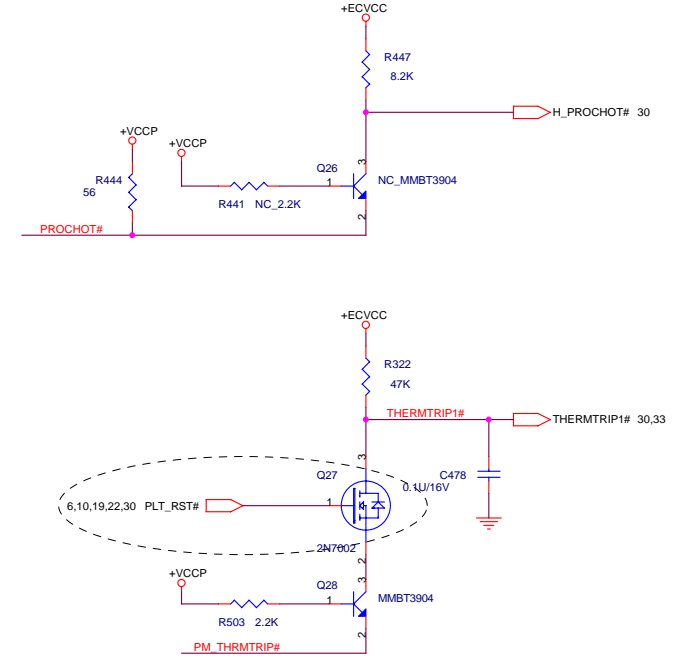 +ECVCC
R447
8.2K
H_PROCHOT# 30
+VCCP
+VCCP
3
Q26
1
NC_MMBT3904
R444
56
R441 NC_2.2K
2
PROCHOT#
+ECVCC
R322
47K
THERMTRIP1#
THERMTRIP1# 30,33
3
Q27
C478
0.1U/16V
6,10,19,22,30 PLT_RST#
1
2N7002
2
+VCCP
3
Q28
1
MMBT3904
R503 2.2K
2
PM_THRMTRIP#